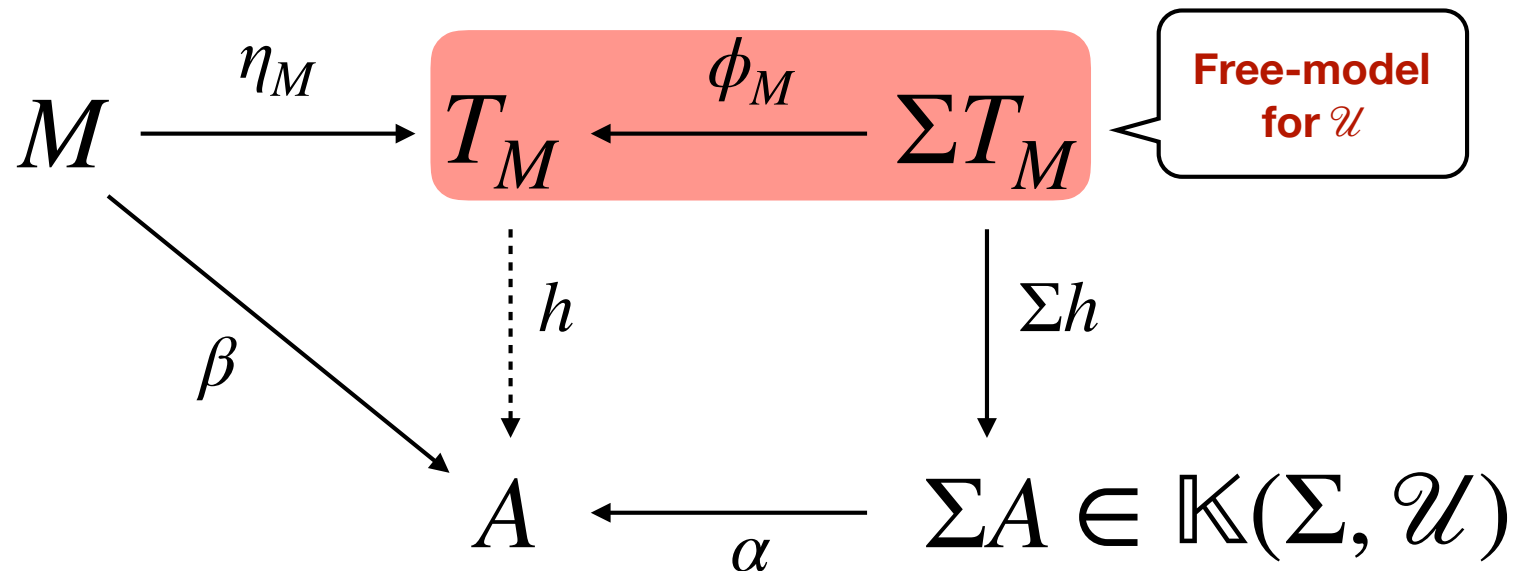 η_M
ϕ_M
Free-model
for 𝒰
M
T_M
ΣT_M
h
Σh
β
A
ΣA ∈ 𝕂(Σ, 𝒰)
α